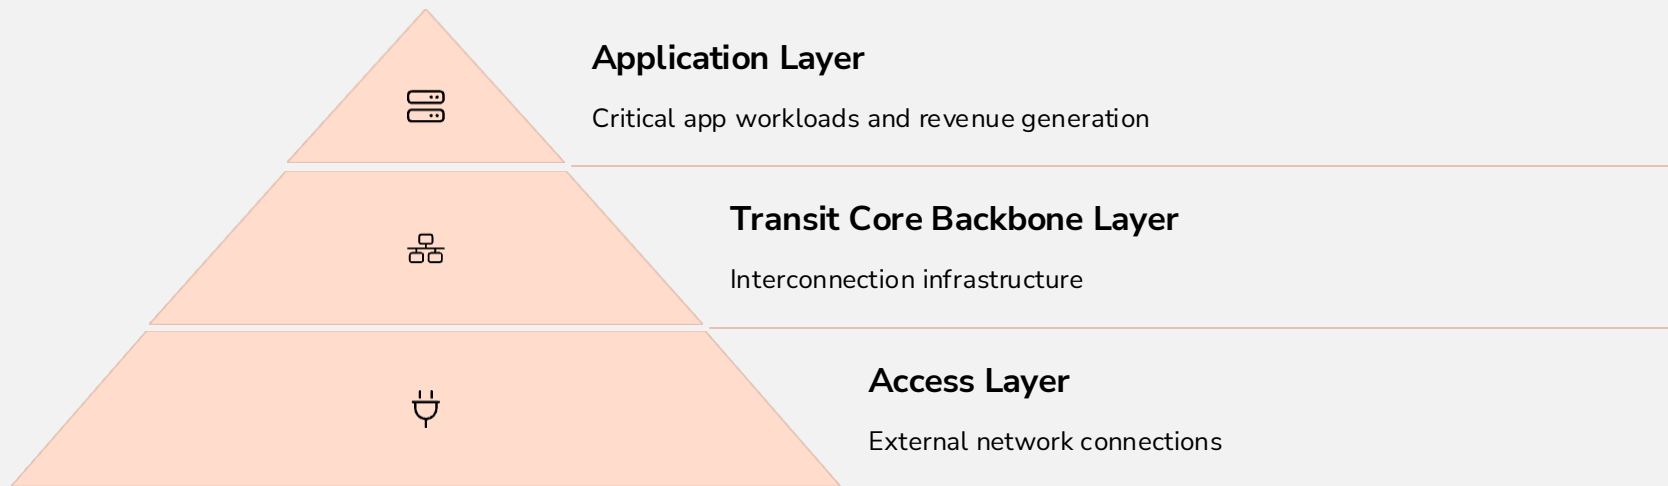 Application Layer
Critical app workloads and revenue generation
Transit Core Backbone Layer
Interconnection infrastructure
Access Layer
External network connections